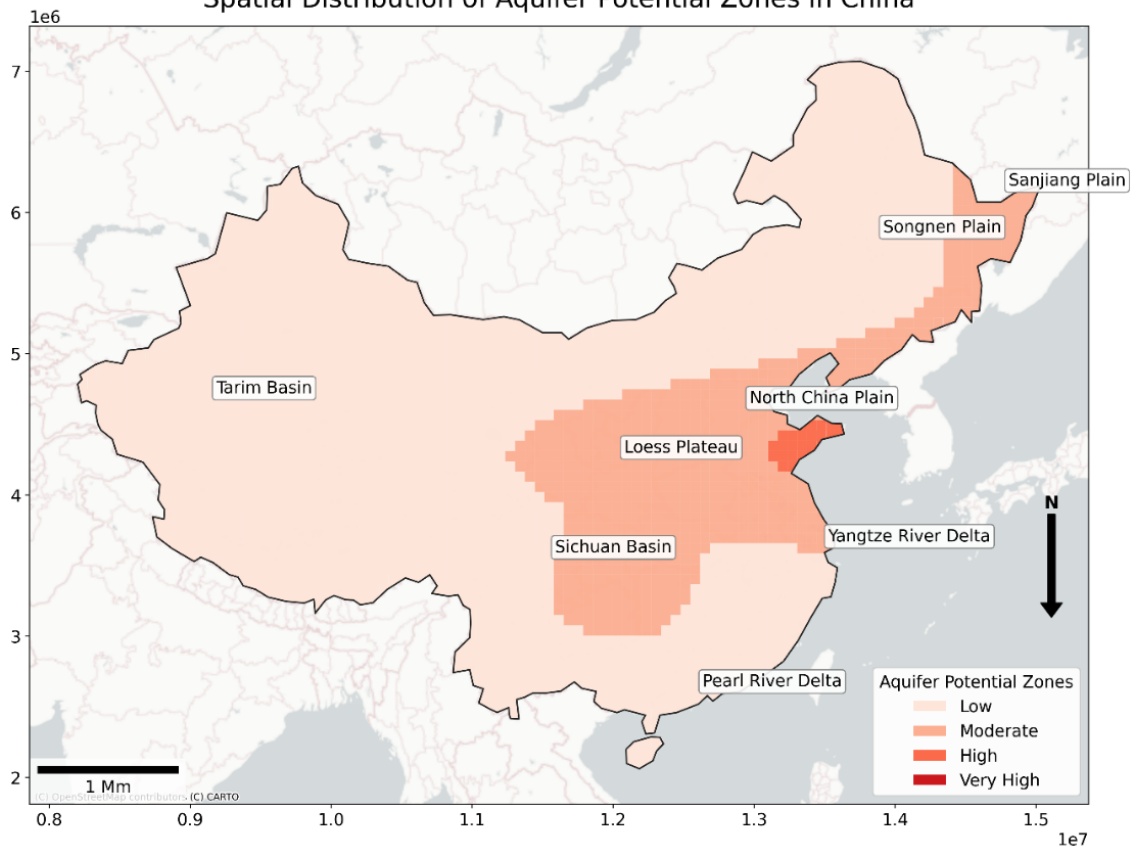 Spatial Distribution of Aquifer Potential Zones in China
1e6
7
6
5
4
3
2
Sanjiang Plain
Songnen Plain
Tarim Basin
North China Plain
Loess Plateau
N
Yangtze River Delta
Sichuan Basin
Pearl River Delta
Aquifer Potential Zones
Low
Moderate
High
Very High
1 Mm
(C) OpenStreetMap contributors (C) CARTO
0.8 0.9 1.0 1.1 1.2 1.3 1.4 1.5
1e7